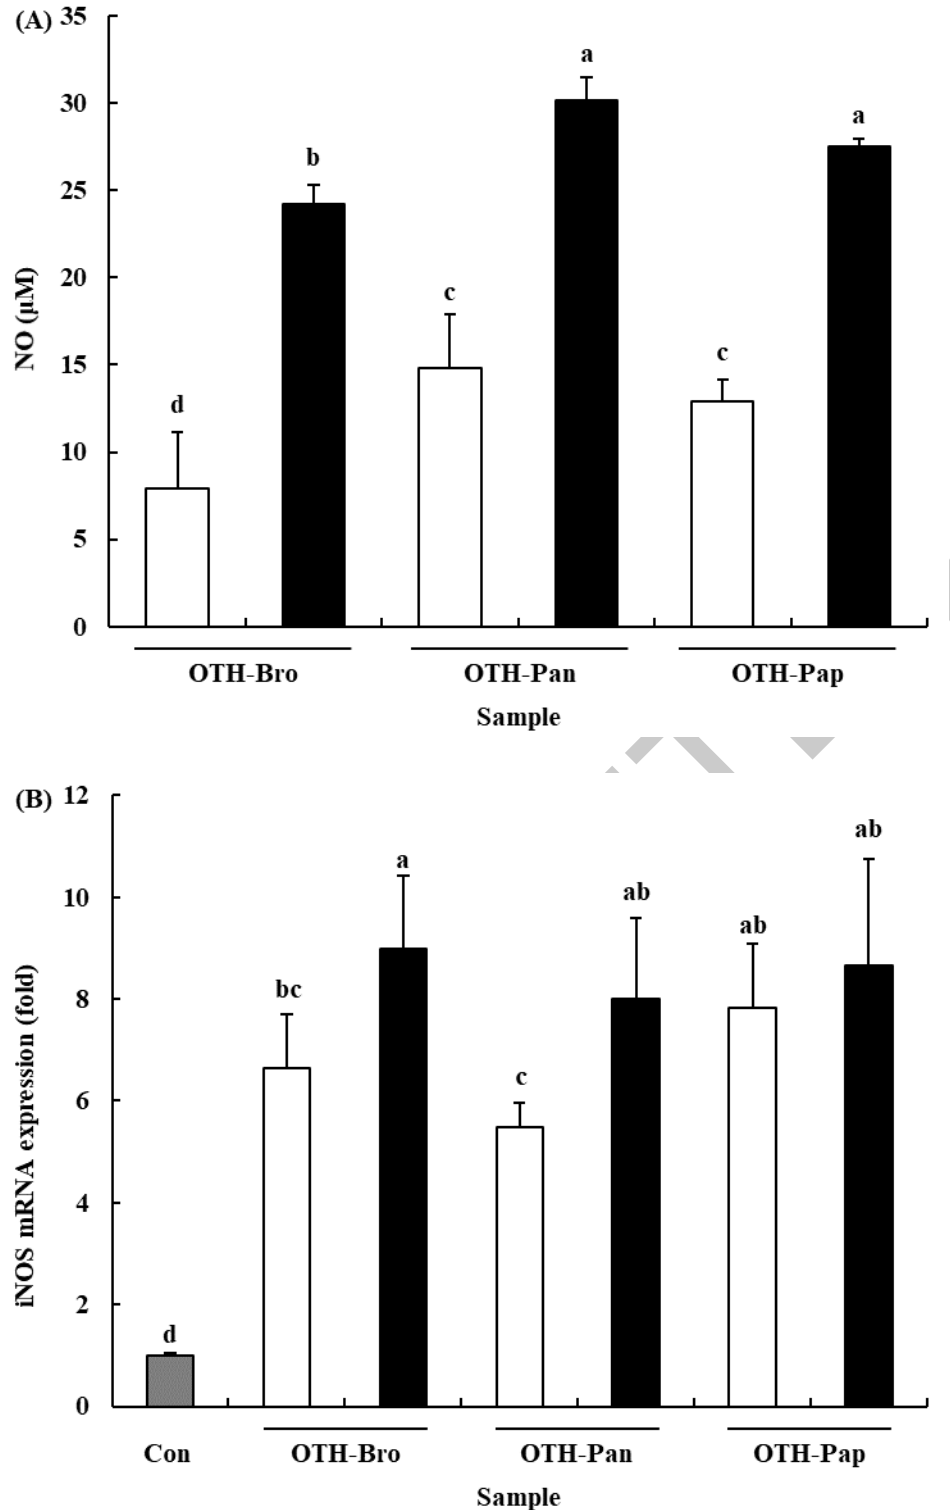 (A)
35
30
25
20
15
10
5
0
NO (μM)
d
b
c
a
c
a
OTH-Bro OTH-Pan OTH-Pap
Sample
(B)
12
10
8
6
4
2
0
iNOS mRNA expression (fold)
d
bc
a
c
ab
ab
ab
Con OTH-Bro OTH-Pan OTH-Pap
Sample